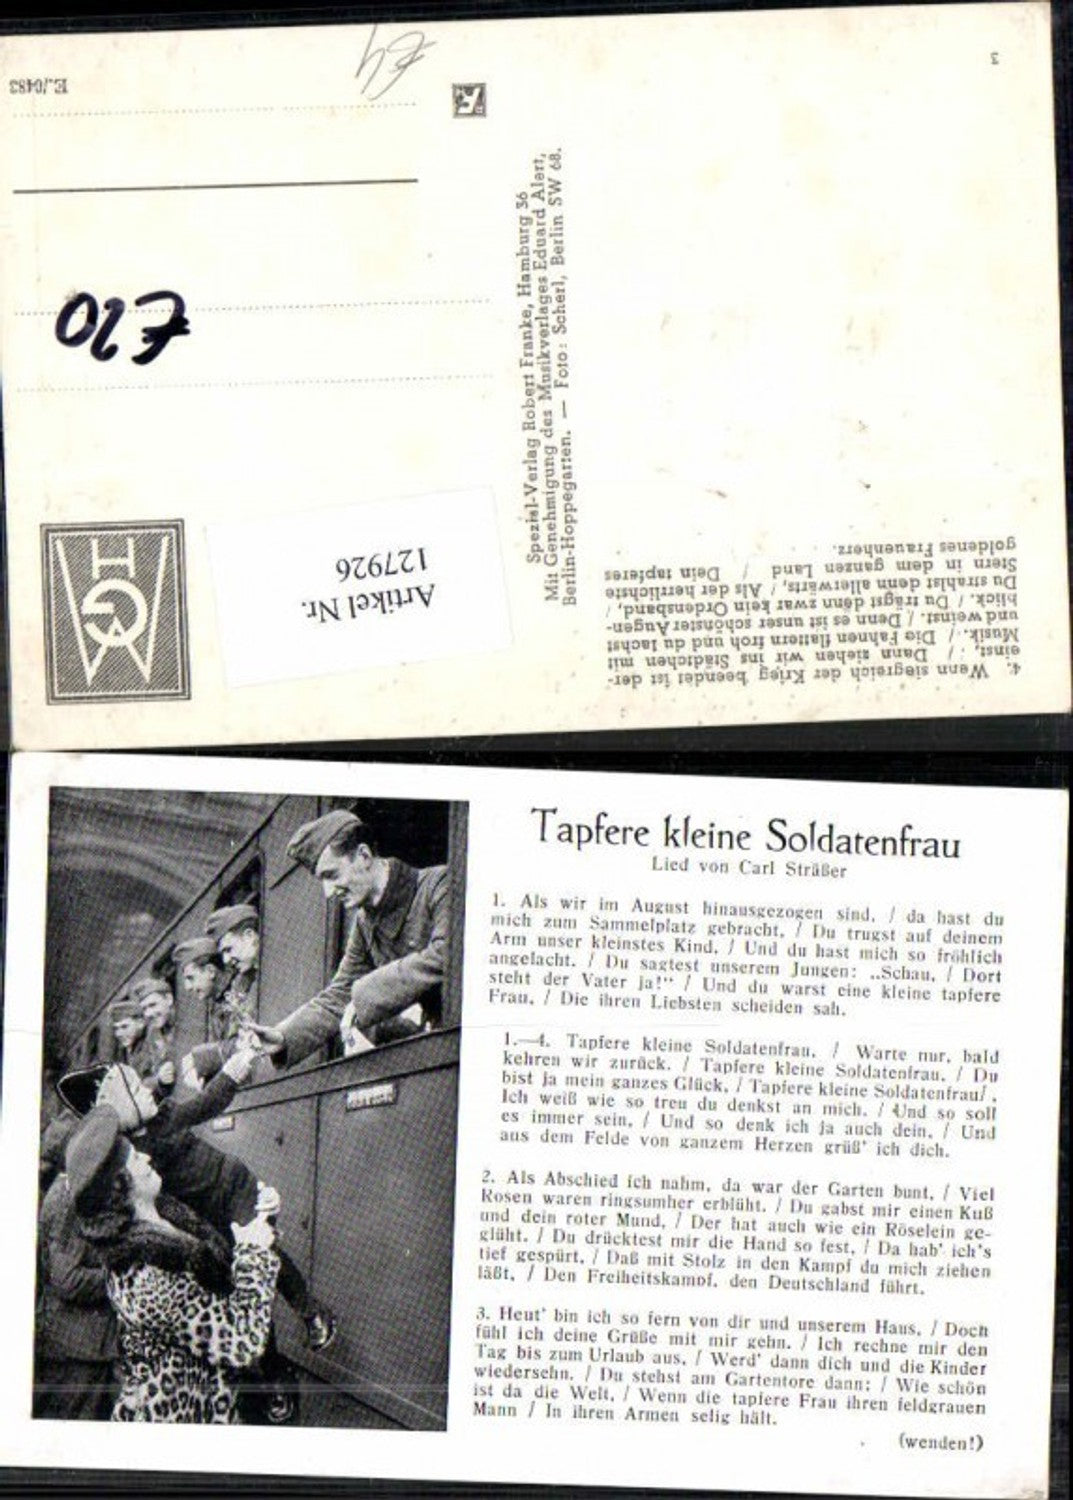 E./0483
E4
3
E20
Spezial-Verlag Robert Franke, Hamburg 36
Mit Genehmigung des Musikverlages Eduard Alert,
Berlin-Hoppegarten. — Foto: Scherl, Berlin SW 68.
Artikel Nr.
127926
4. Wenn siegreich der Krieg beendet ist der-
einst, / Dann ziehen wir ins Städtchen mit
Musik. / Die Fahnen flattern froh und du lachst
und weinst. / Denn es ist unser schönster Augen-
blick. / Du trägst denn zwar kein Ordensband, /
Du strahlst denn allerwärts, / Als der herrlichste
Stern in dem ganzen Land / Dein tapferes
goldenes Frauenherz.
Tapfere kleine Soldatenfrau
Lied von Carl Sträßer
1. Als wir im August hinausgezogen sind, / da hast du
mich zum Sammelplatz gebracht, / Du trugst auf deinem
Arm unser kleinstes Kind, / Und du hast mich so fröhlich
angelacht. / Du sagtest unserem Jungen: „Schau, / Dort
steht der Vater ja!“ / Und du warst eine kleine tapfere
Frau, / Die ihren Liebsten scheiden sah.
1.—4. Tapfere kleine Soldatenfrau, / Warte nur, bald
kehren wir zurück. / Tapfere kleine Soldatenfrau, / Du
bist ja mein ganzes Glück, / Tapfere kleine Soldatenfrau/,
Ich weiß wie so treu du denkst an mich. / Und so soll
es immer sein, / Und so denk ich ja auch dein, / Und
aus dem Felde von ganzem Herzen grüß' ich dich.
2. Als Abschied ich nahm, da war der Garten bunt, / Viel
Rosen waren ringsumher erblüht. / Du gabst mir einen Kuß
und dein roter Mund, / Der hat auch wie ein Röselein ge-
glüht. / Du drücktest mir die Hand so fest, / Da hab' ich's
tief gespürt, / Daß mit Stolz in den Kampf du mich ziehen
läßt, / Den Freiheitskampf, den Deutschland führt.
3. Heut' bin ich so fern von dir und unserem Haus, / Doch
fühl ich deine Grüße mit mir gehn. / Ich rechne mir den
Tag bis zum Urlaub aus, / Werd' dann dich und die Kinder
wiedersehn. / Du stehst am Gartentore dann: / Wie schön
ist da die Welt, / Wenn die tapfere Frau ihren feldgrauen
Mann / In ihren Armen selig hält.
(wenden!)